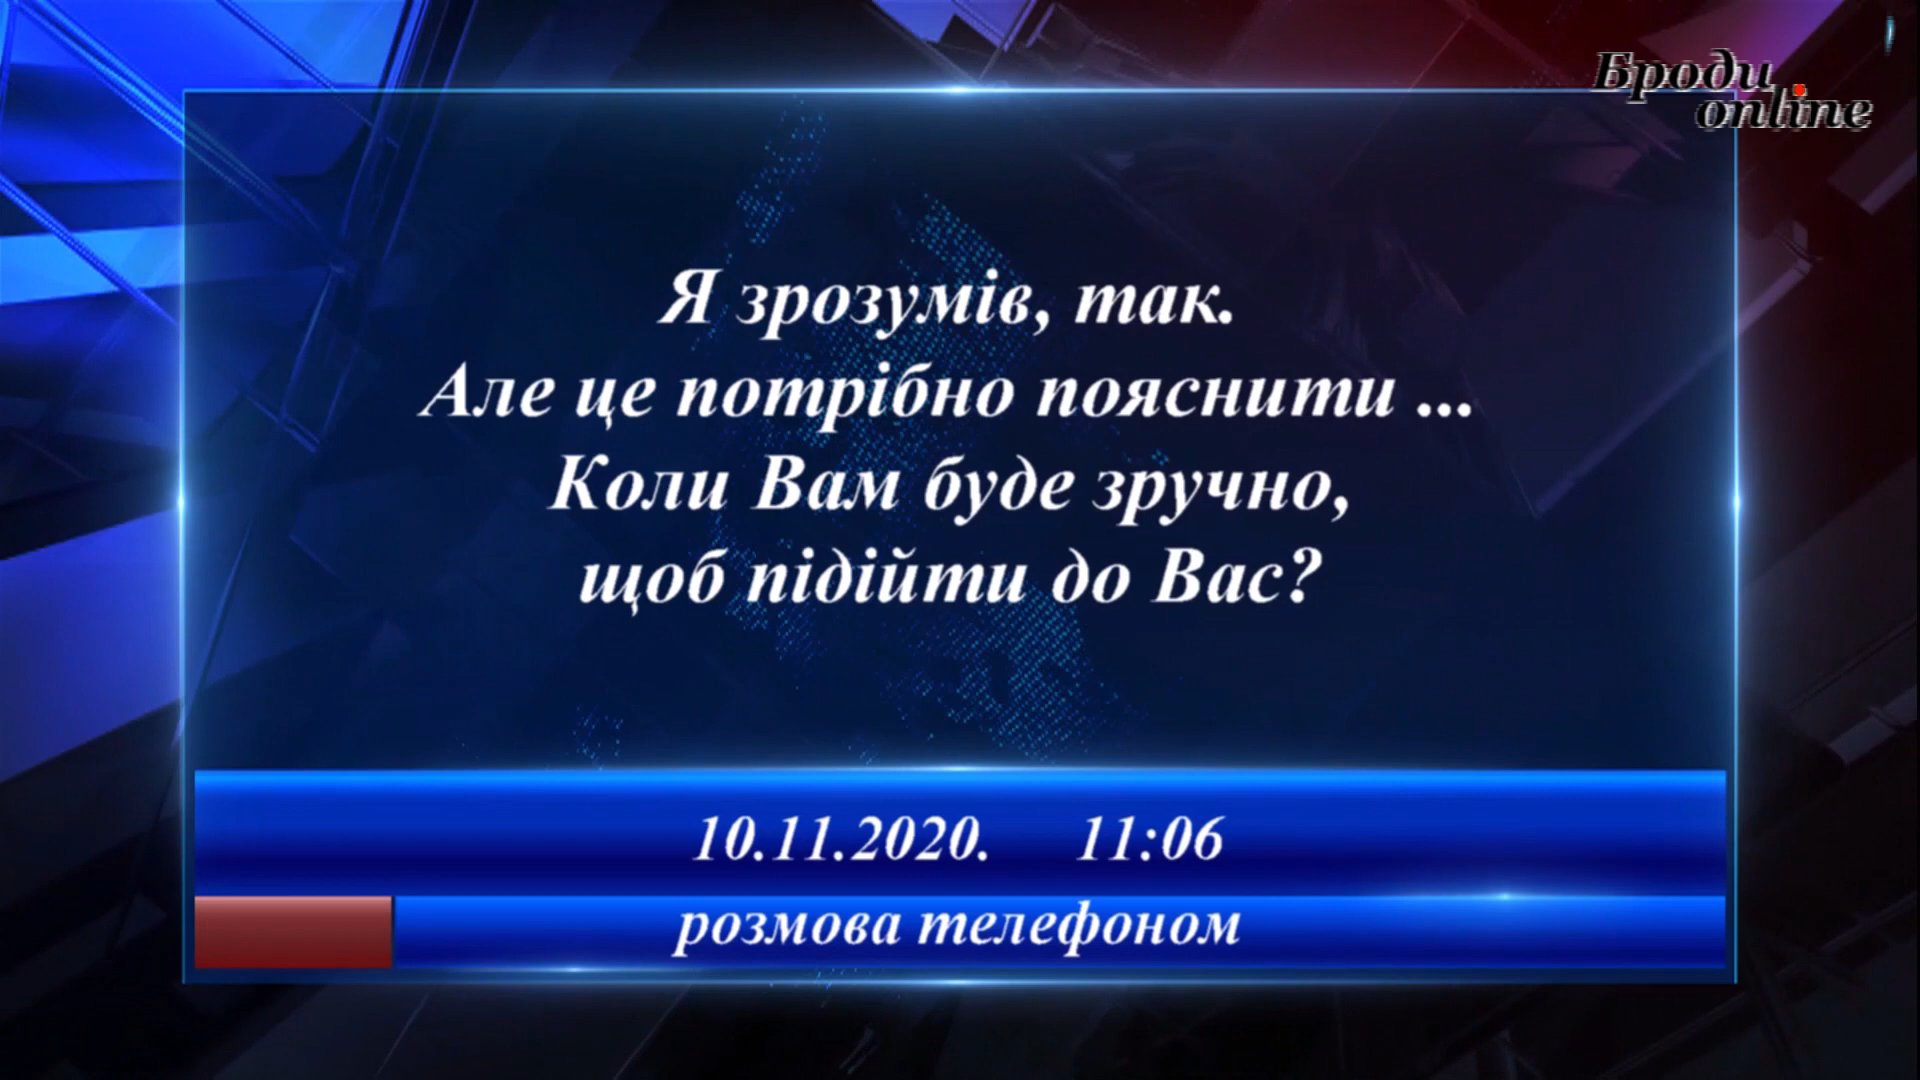 Броди
online
Я зрозумів, так.
Але це потрібно пояснити ...
Коли Вам буде зручно,
щоб підійти до Вас?
10.11.2020. 11:06
розмова телефоном